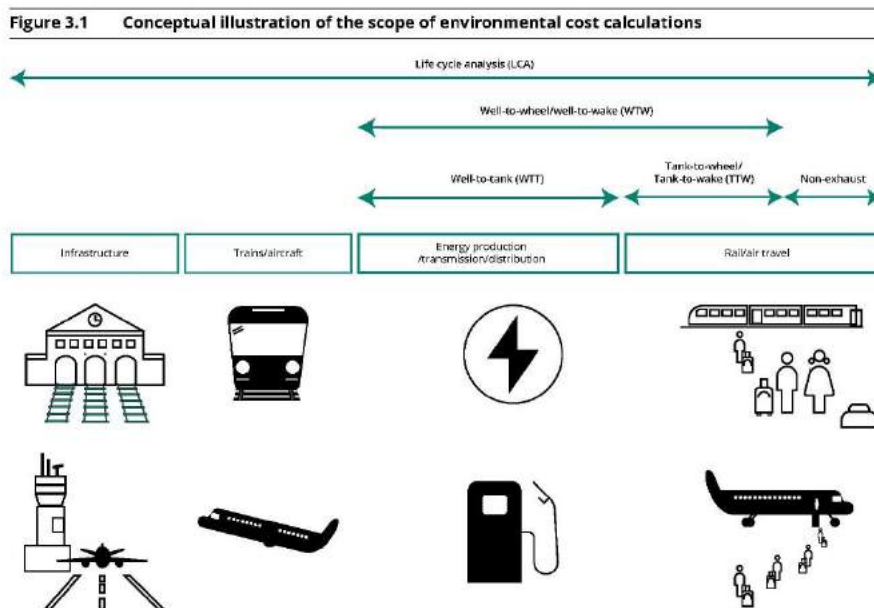 Figure 3.1 Conceptual illustration of the scope of environmental cost calculations
Life cycle analysis (LCA)
Well-to-wheel/well-to-wake (WTW)
Well-to-tank (WTT)
Tank-to-wheel/
Tank-to-wake (TTW)
Non-exhaust
Infrastructure
Trains/aircraft
Energy production
/transmission/distribution
Rail/air travel